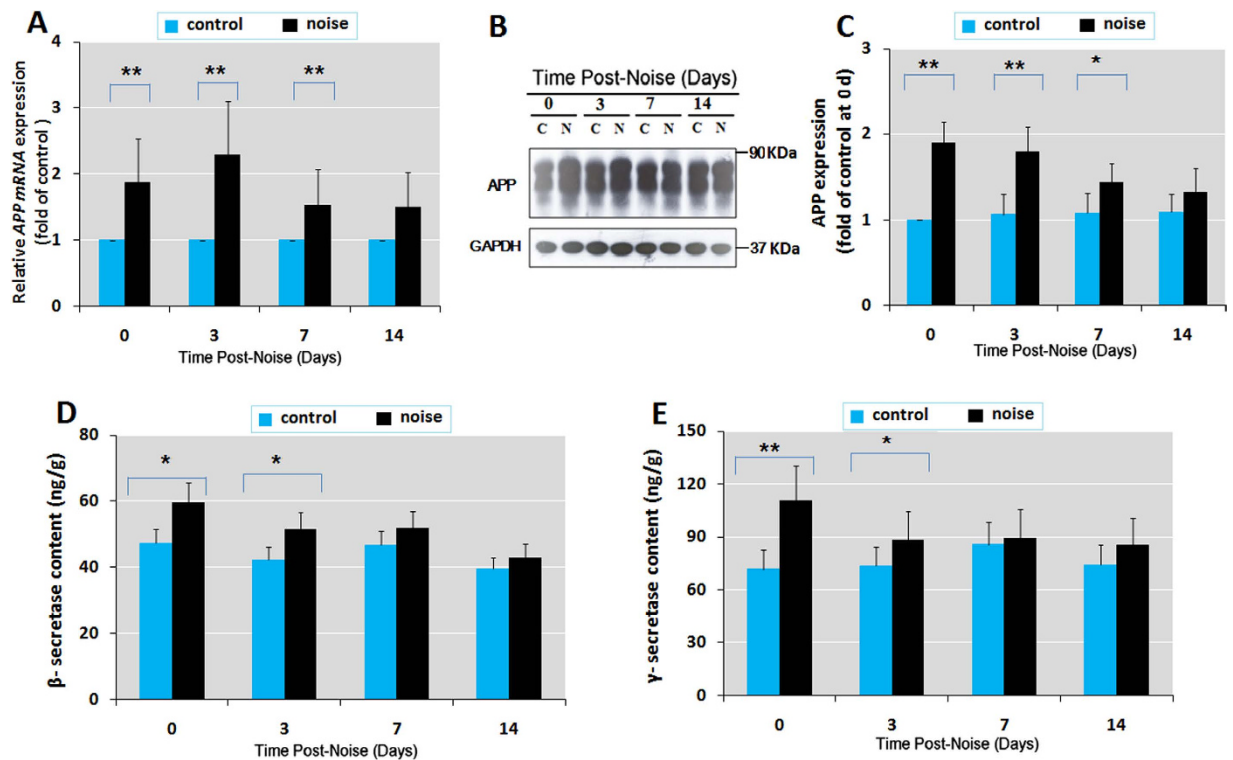 A
control
noise
Relative APP mRNA expression
(fold of control )
4
3
2
1
0
**
**
**
0
3
7
14
Time Post-Noise (Days)
B
Time Post-Noise (Days)
0 3 7 14
C N C N C N C N
APP
90KDa
GAPDH
37 KDa
C
control
noise
APP expression
(fold of control at 0 d)
3
2
1
0
**
**
*
0
3
7
14
Time Post-Noise (Days)
D
control
noise
β- secretase content (ng/g)
80
60
40
20
0
*
*
0
3
7
14
Time Post-Noise (Days)
E
control
noise
γ- secretase content (ng/g)
150
120
90
60
30
0
**
*
0
3
7
14
Time Post-Noise (Days)